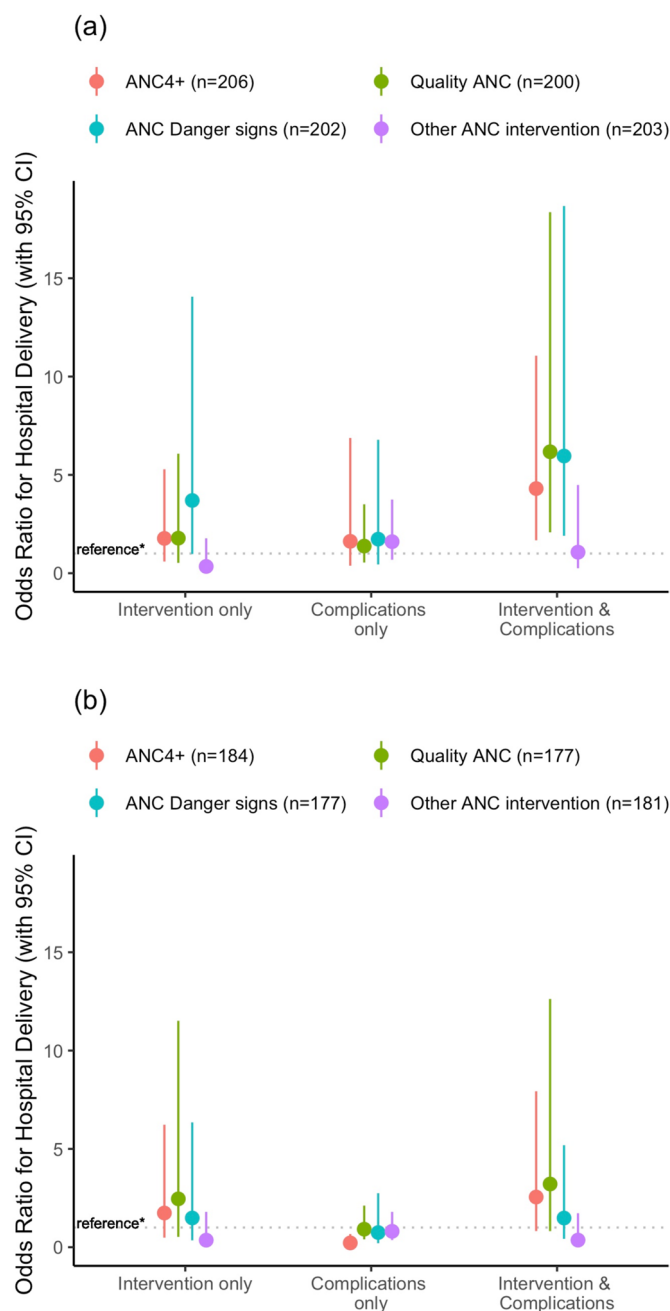 (a)
ANC4+ (n=206)
Quality ANC (n=200)
ANC Danger signs (n=202)
Other ANC intervention (n=203)
Odds Ratio for Hospital Delivery (with 95% CI)
15
10
5
reference*
0
Intervention only
Complications
only
Intervention &
Complications
(b)
ANC4+ (n=184)
Quality ANC (n=177)
ANC Danger signs (n=177)
Other ANC intervention (n=181)
Odds Ratio for Hospital Delivery (with 95% CI)
15
10
5
reference*
0
Intervention only
Complications
only
Intervention &
Complications